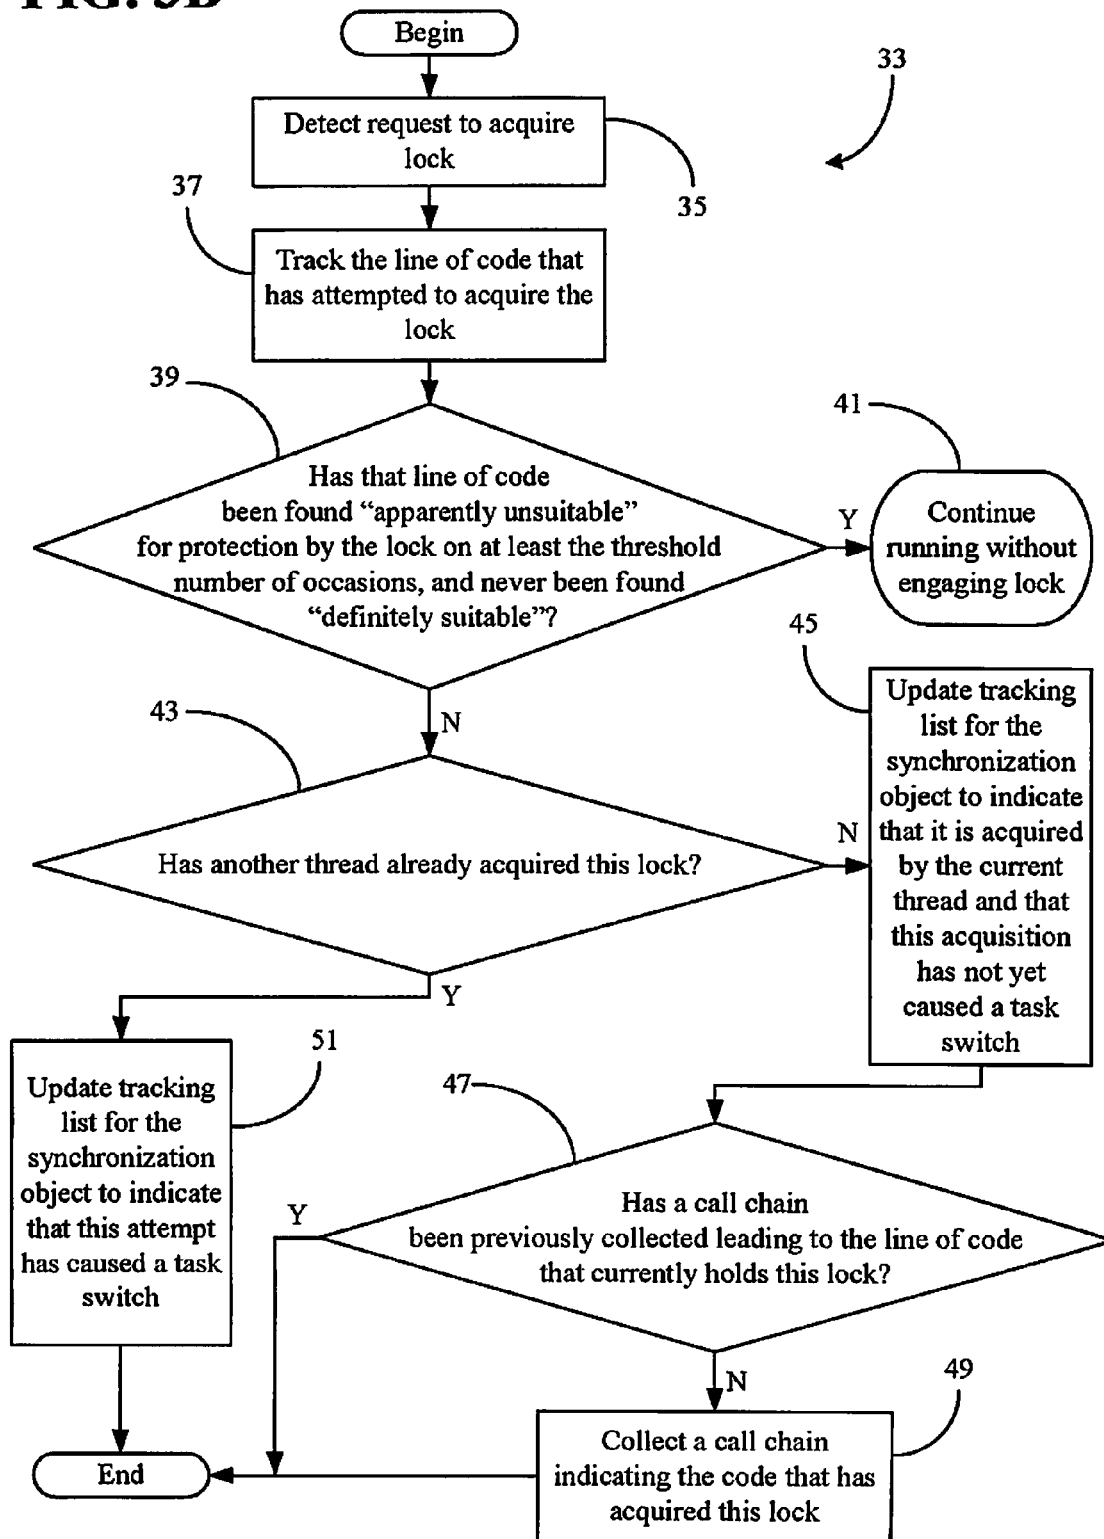 FIG. 3B
Begin
33
Detect request to acquire
lock
35
37
Track the line of code that
has attempted to acquire the
lock
39
41
Has that line of code
been found “apparently unsuitable”
for protection by the lock on at least the threshold
number of occasions, and never been found
“definitely suitable”?
Y
Continue
running without
engaging lock
N
43
45
Has another thread already acquired this lock?
N
Update tracking
list for the
synchronization
object to indicate
that it is acquired
by the current
thread and that
this acquisition
has not yet
caused a task
switch
Y
51
Update tracking
list for the
synchronization
object to indicate
that this attempt
has caused a task
switch
47
Y
Has a call chain
been previously collected leading to the line of code
that currently holds this lock?
N
49
Collect a call chain
indicating the code that has
acquired this lock
End